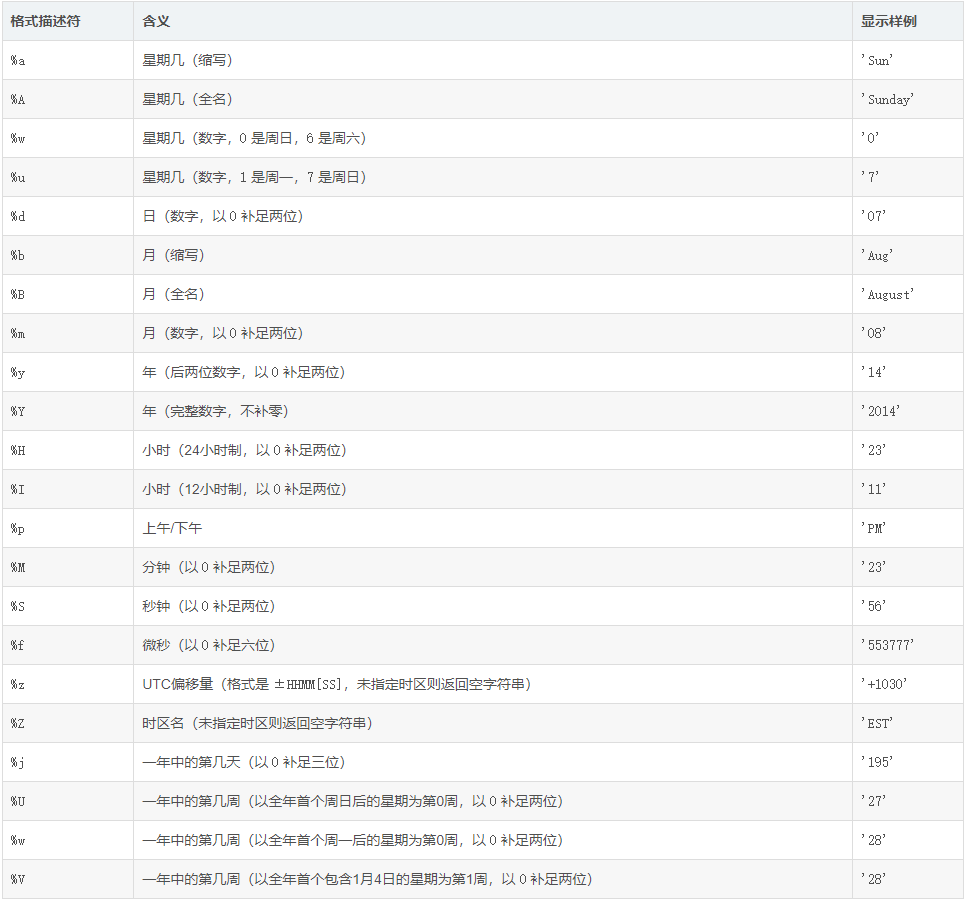 格式描述符 含义 显示样例
%a 星期几（缩写） 'Sun'
%A 星期几（全名） 'Sunday'
%w 星期几（数字，0 是周日，6 是周六） '0'
%u 星期几（数字，1 是周一，7 是周日） '7'
%d 日（数字，以 0 补足两位） '07'
%b 月（缩写） 'Aug'
%B 月（全名） 'August'
%m 月（数字，以 0 补足两位） '08'
%y 年（后两位数字，以 0 补足两位） '14'
%Y 年（完整数字，不补零） '2014'
%H 小时（24小时制，以 0 补足两位） '23'
%I 小时（12小时制，以 0 补足两位） '11'
%p 上午/下午 'PM'
%M 分钟（以 0 补足两位） '23'
%S 秒钟（以 0 补足两位） '56'
%f 微秒（以 0 补足六位） '553777'
%z UTC偏移量（格式是 ±HHMM[SS]，未指定时区则返回空字符串） '+1030'
%Z 时区名（未指定时区则返回空字符串） 'EST'
%j 一年中的第几天（以 0 补足三位） '195'
%U 一年中的第几周（以全年首个周日后的星期为第0周，以 0 补足两位） '27'
%w 一年中的第几周（以全年首个周一后的星期为第0周，以 0 补足两位） '28'
%V 一年中的第几周（以全年首个包含1月4日的星期为第1周，以 0 补足两位） '28'